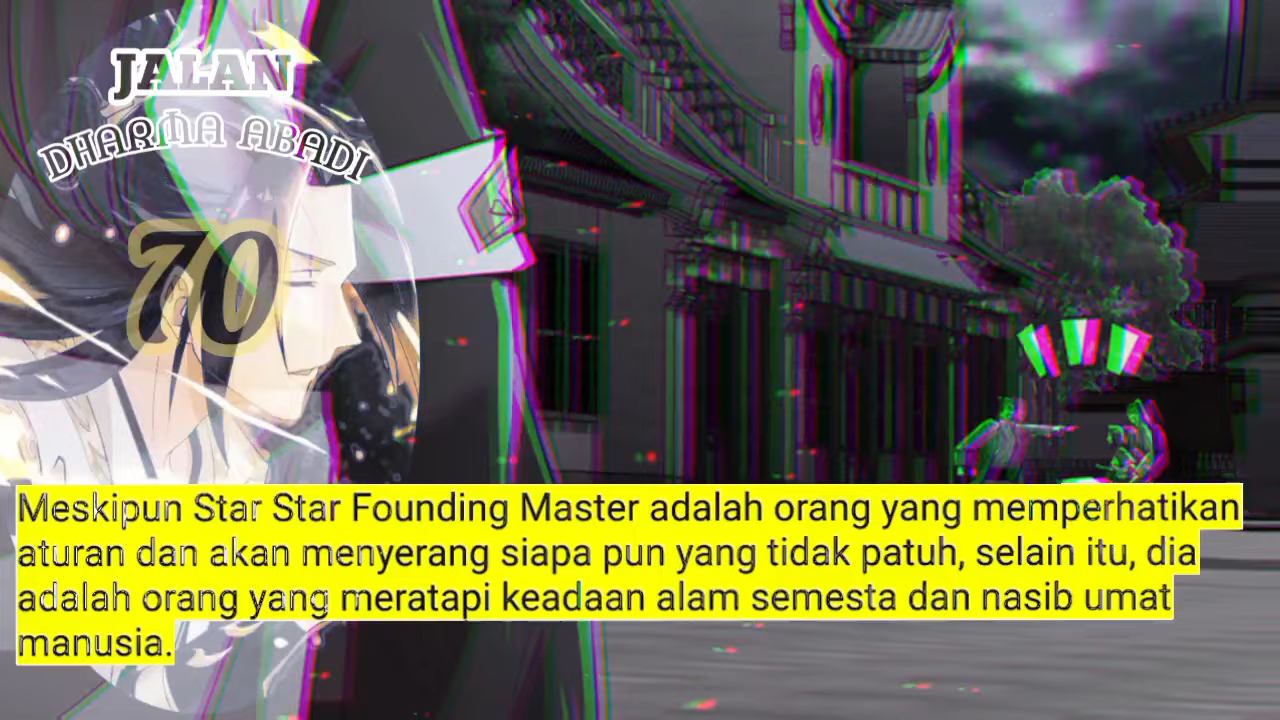 JALAN
DHARMA ABADI
70
Meskipun Star Star Founding Master adalah orang yang memperhatikan
aturan dan akan menyerang siapa pun yang tidak patuh, selain itu, dia
adalah orang yang meratapi keadaan alam semesta dan nasib umat
manusia.